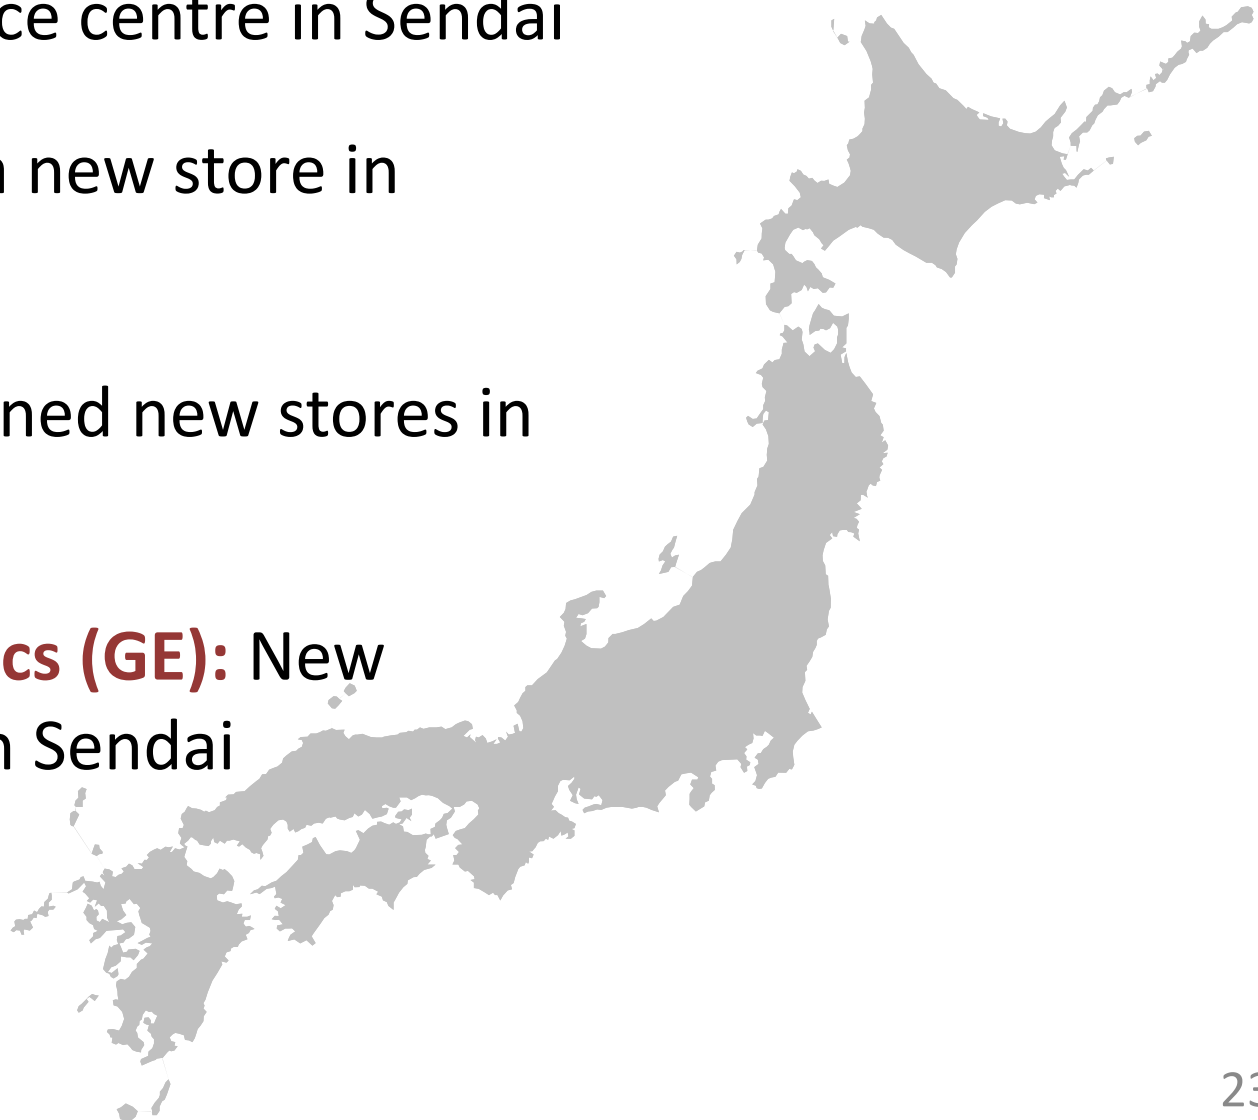 ce centre in Sendai
new store in
ned new stores in
cs (GE): New
Sendai
23